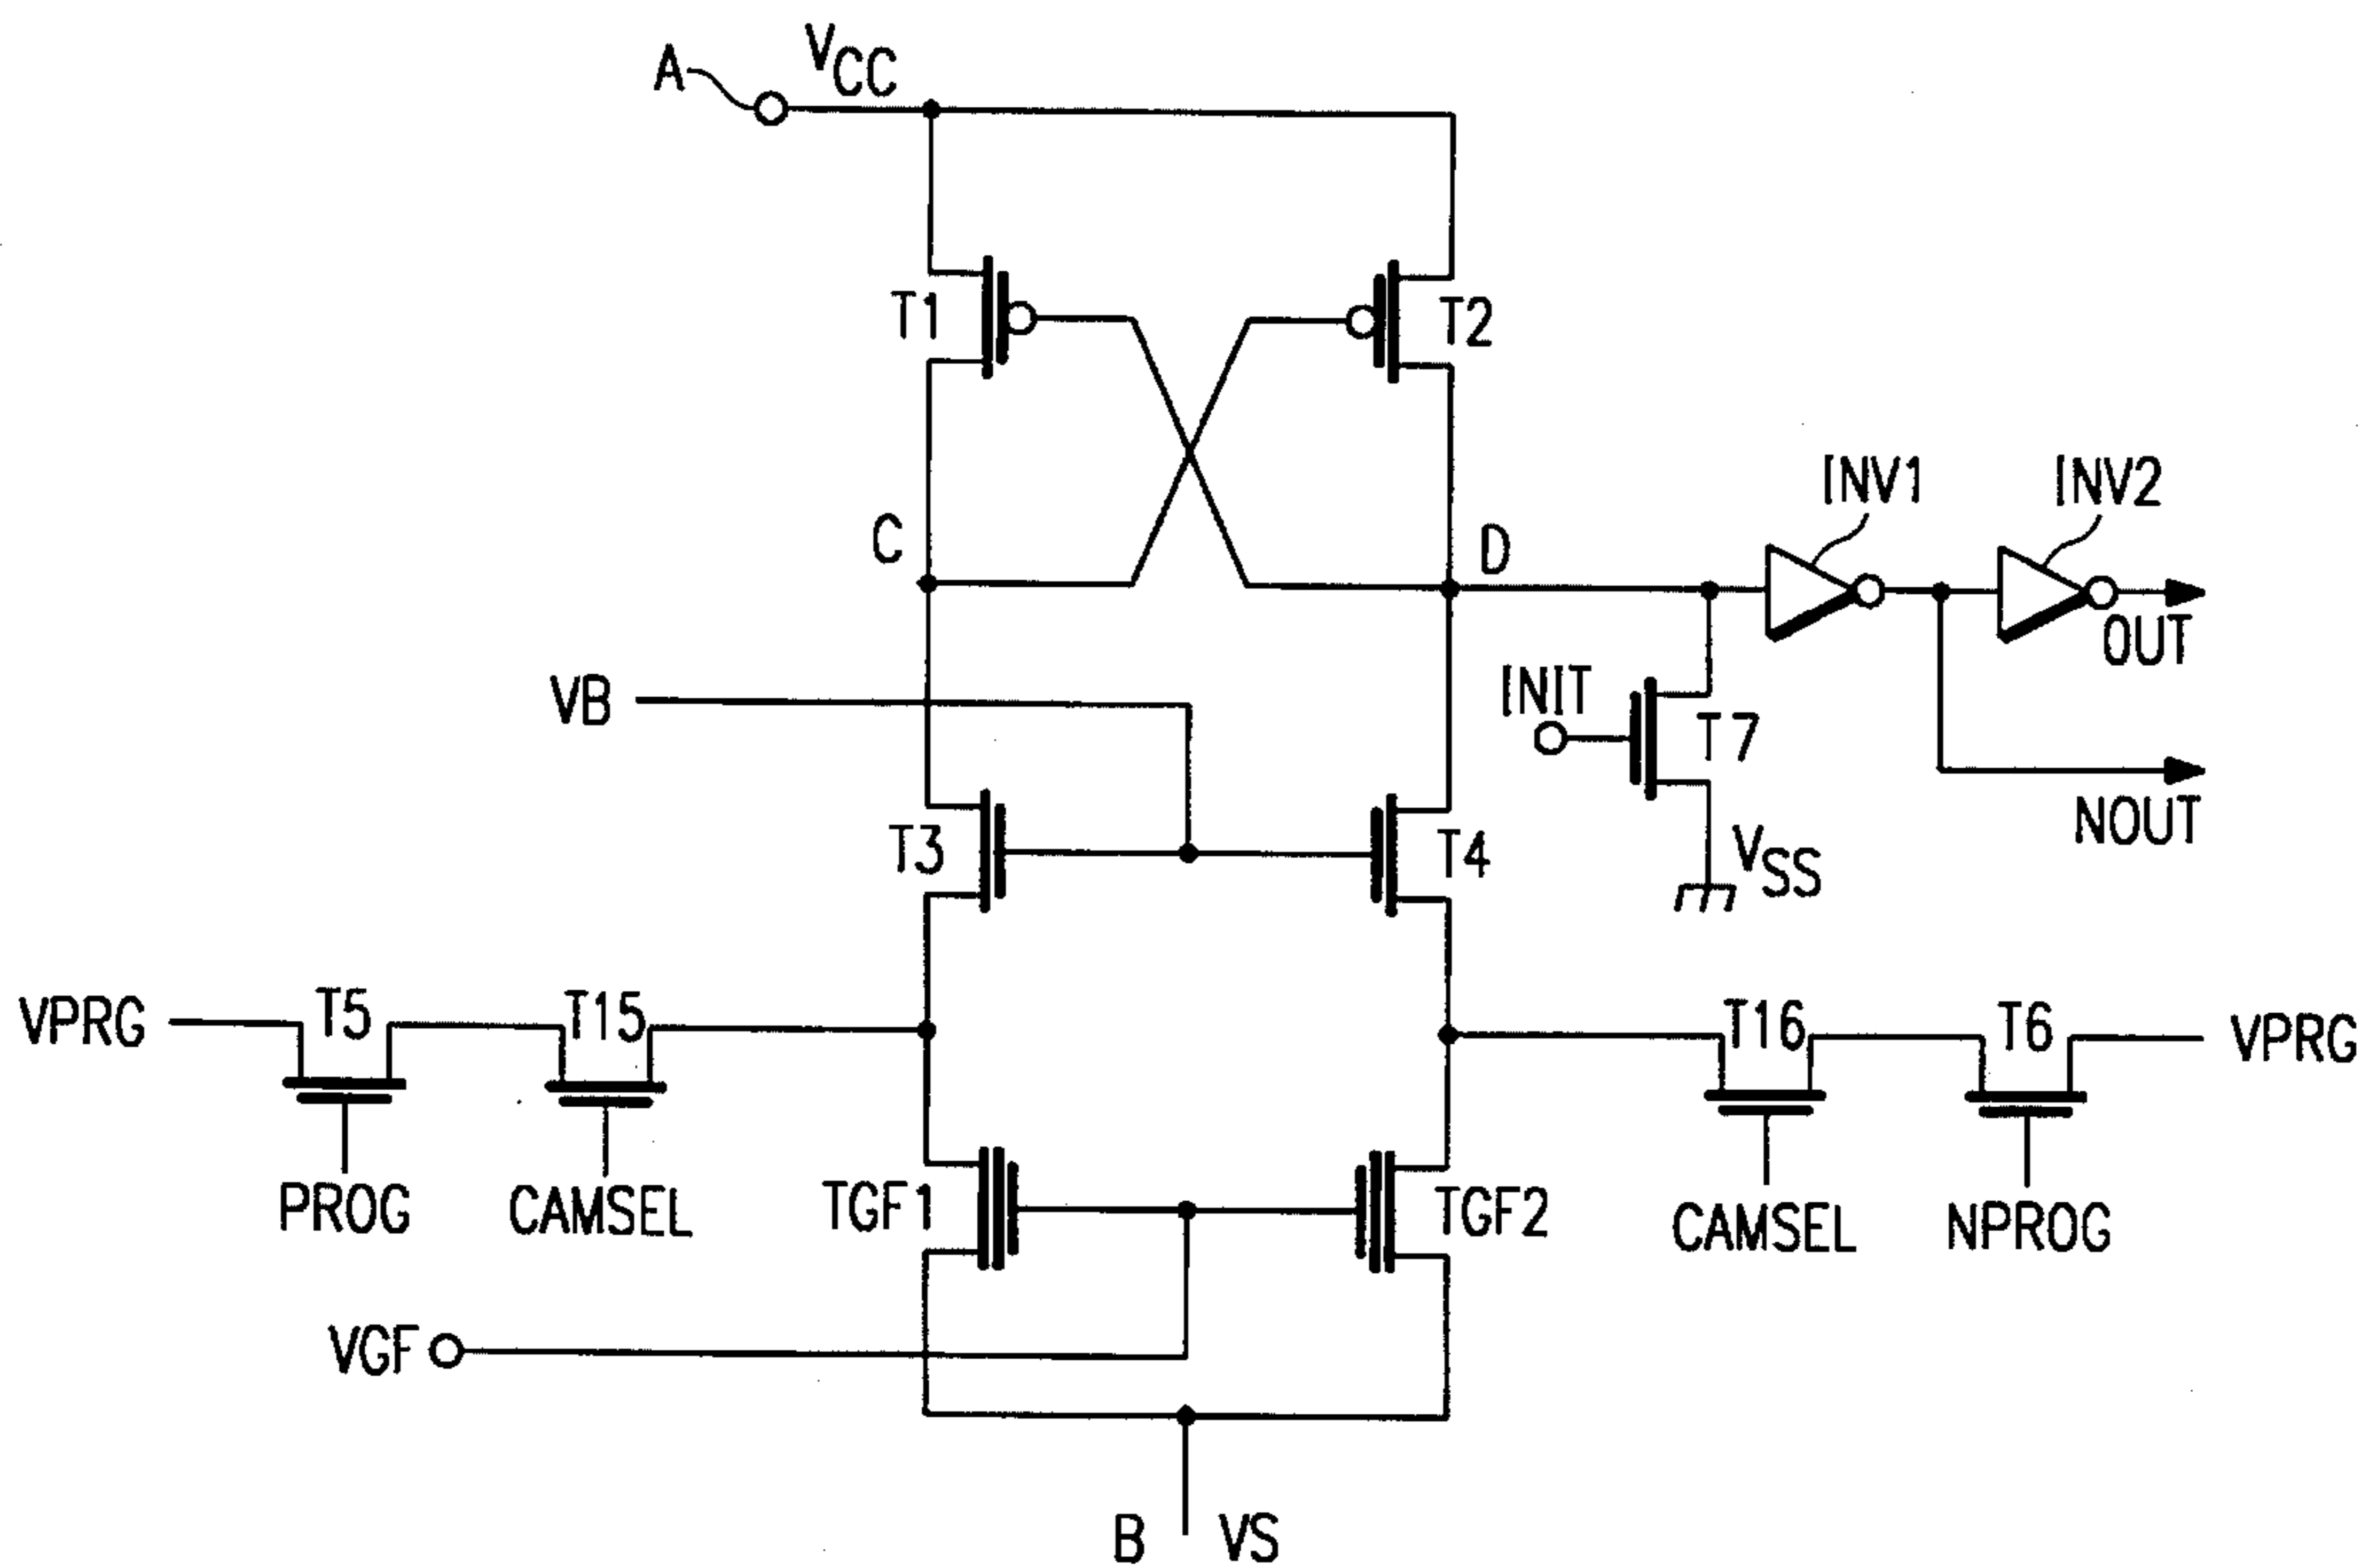 A
VCC
T1
T2
C
D
INV1
INV2
OUT
VB
INIT
T7
NOUT
T3
T4
VSS
VPRG
T5
T15
T16
T6
VPRG
PROG
CAMSEL
TGF1
TGF2
CAMSEL
NPROG
VGF
B
VS